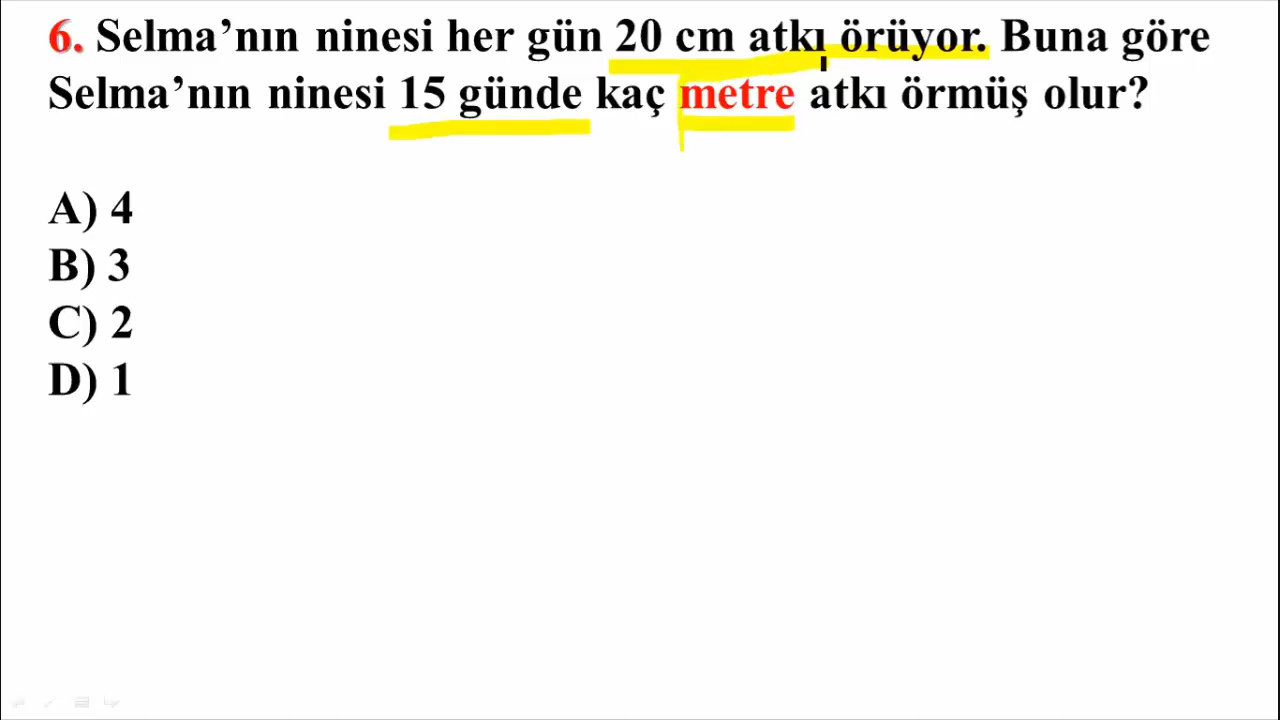 6. Selma’nın ninesi her gün 20 cm atkı örüyor. Buna göre
Selma’nın ninesi 15 günde kaç metre atkı örmüş olur?
A) 4
B) 3
C) 2
D) 1